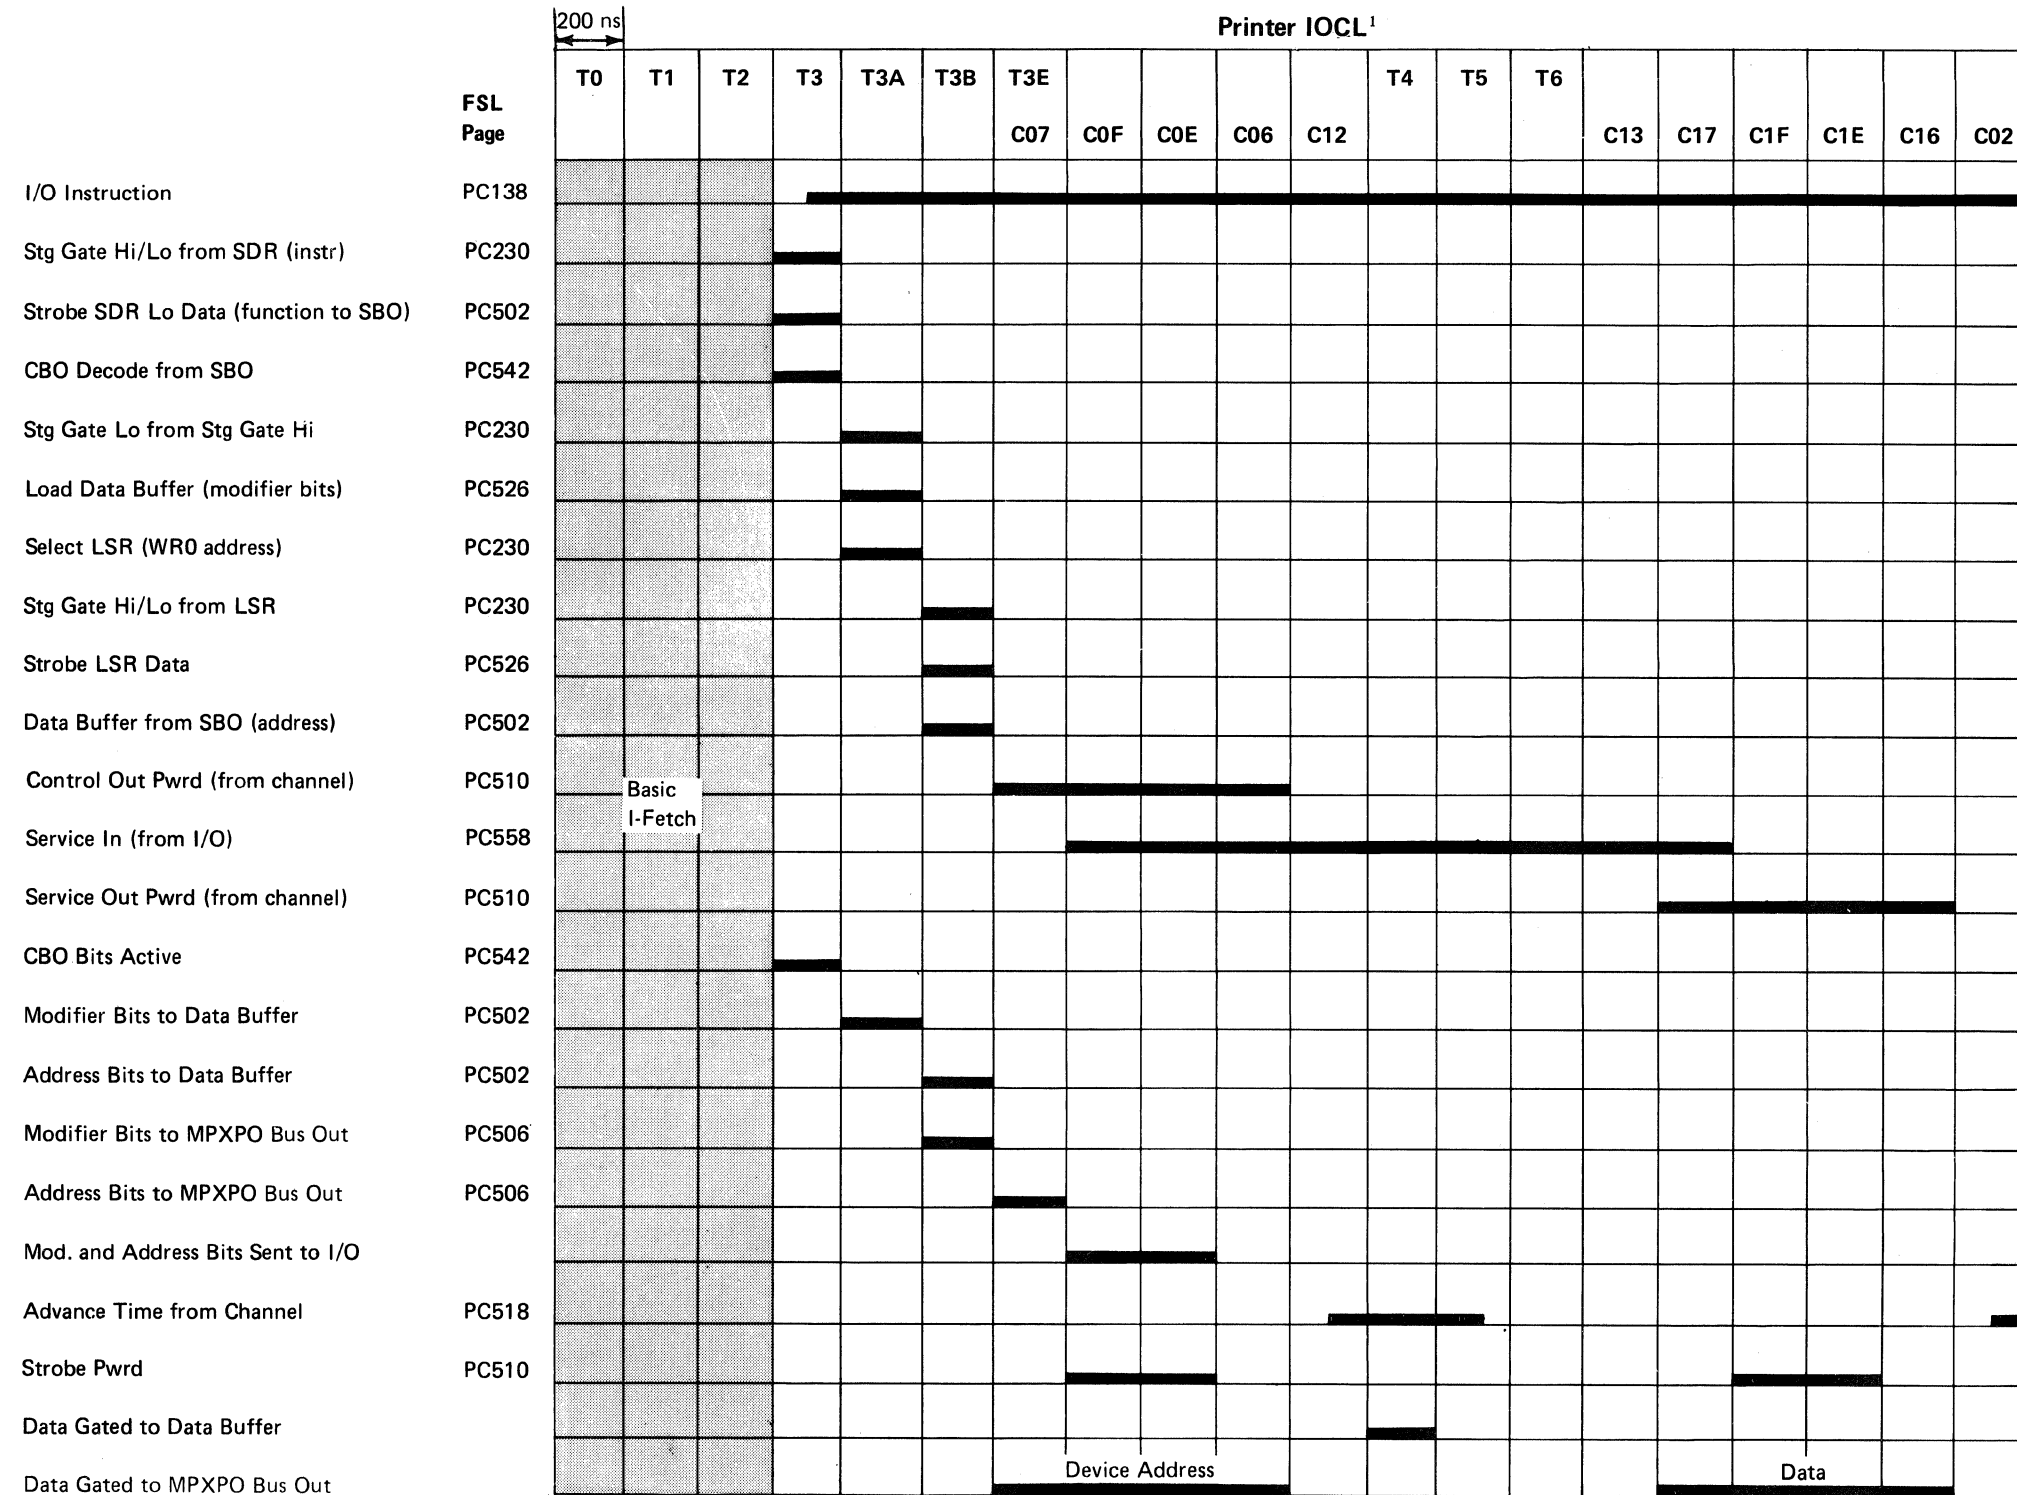 200 ns
Printer IOCL¹
T0 T1 T2 T3 T3A T3B T3E T4 T5 T6
FSL
Page C07 C0F C0E C06 C12 C13 C17 C1F C1E C16 C02
I/O Instruction PC138
Stg Gate Hi/Lo from SDR (instr) PC230
Strobe SDR Lo Data (function to SBO) PC502
CBO Decode from SBO PC542
Stg Gate Lo from Stg Gate Hi PC230
Load Data Buffer (modifier bits) PC526
Select LSR (WR0 address) PC230
Stg Gate Hi/Lo from LSR PC230
Strobe LSR Data PC526
Data Buffer from SBO (address) PC502
Control Out Pwrd (from channel) PC510
Basic
I-Fetch
Service In (from I/O) PC558
Service Out Pwrd (from channel) PC510
CBO Bits Active PC542
Modifier Bits to Data Buffer PC502
Address Bits to Data Buffer PC502
Modifier Bits to MPXPO Bus Out PC506
Address Bits to MPXPO Bus Out PC506
Mod. and Address Bits Sent to I/O
Advance Time from Channel PC518
Strobe Pwrd PC510
Data Gated to Data Buffer
Device Address Data
Data Gated to MPXPO Bus Out